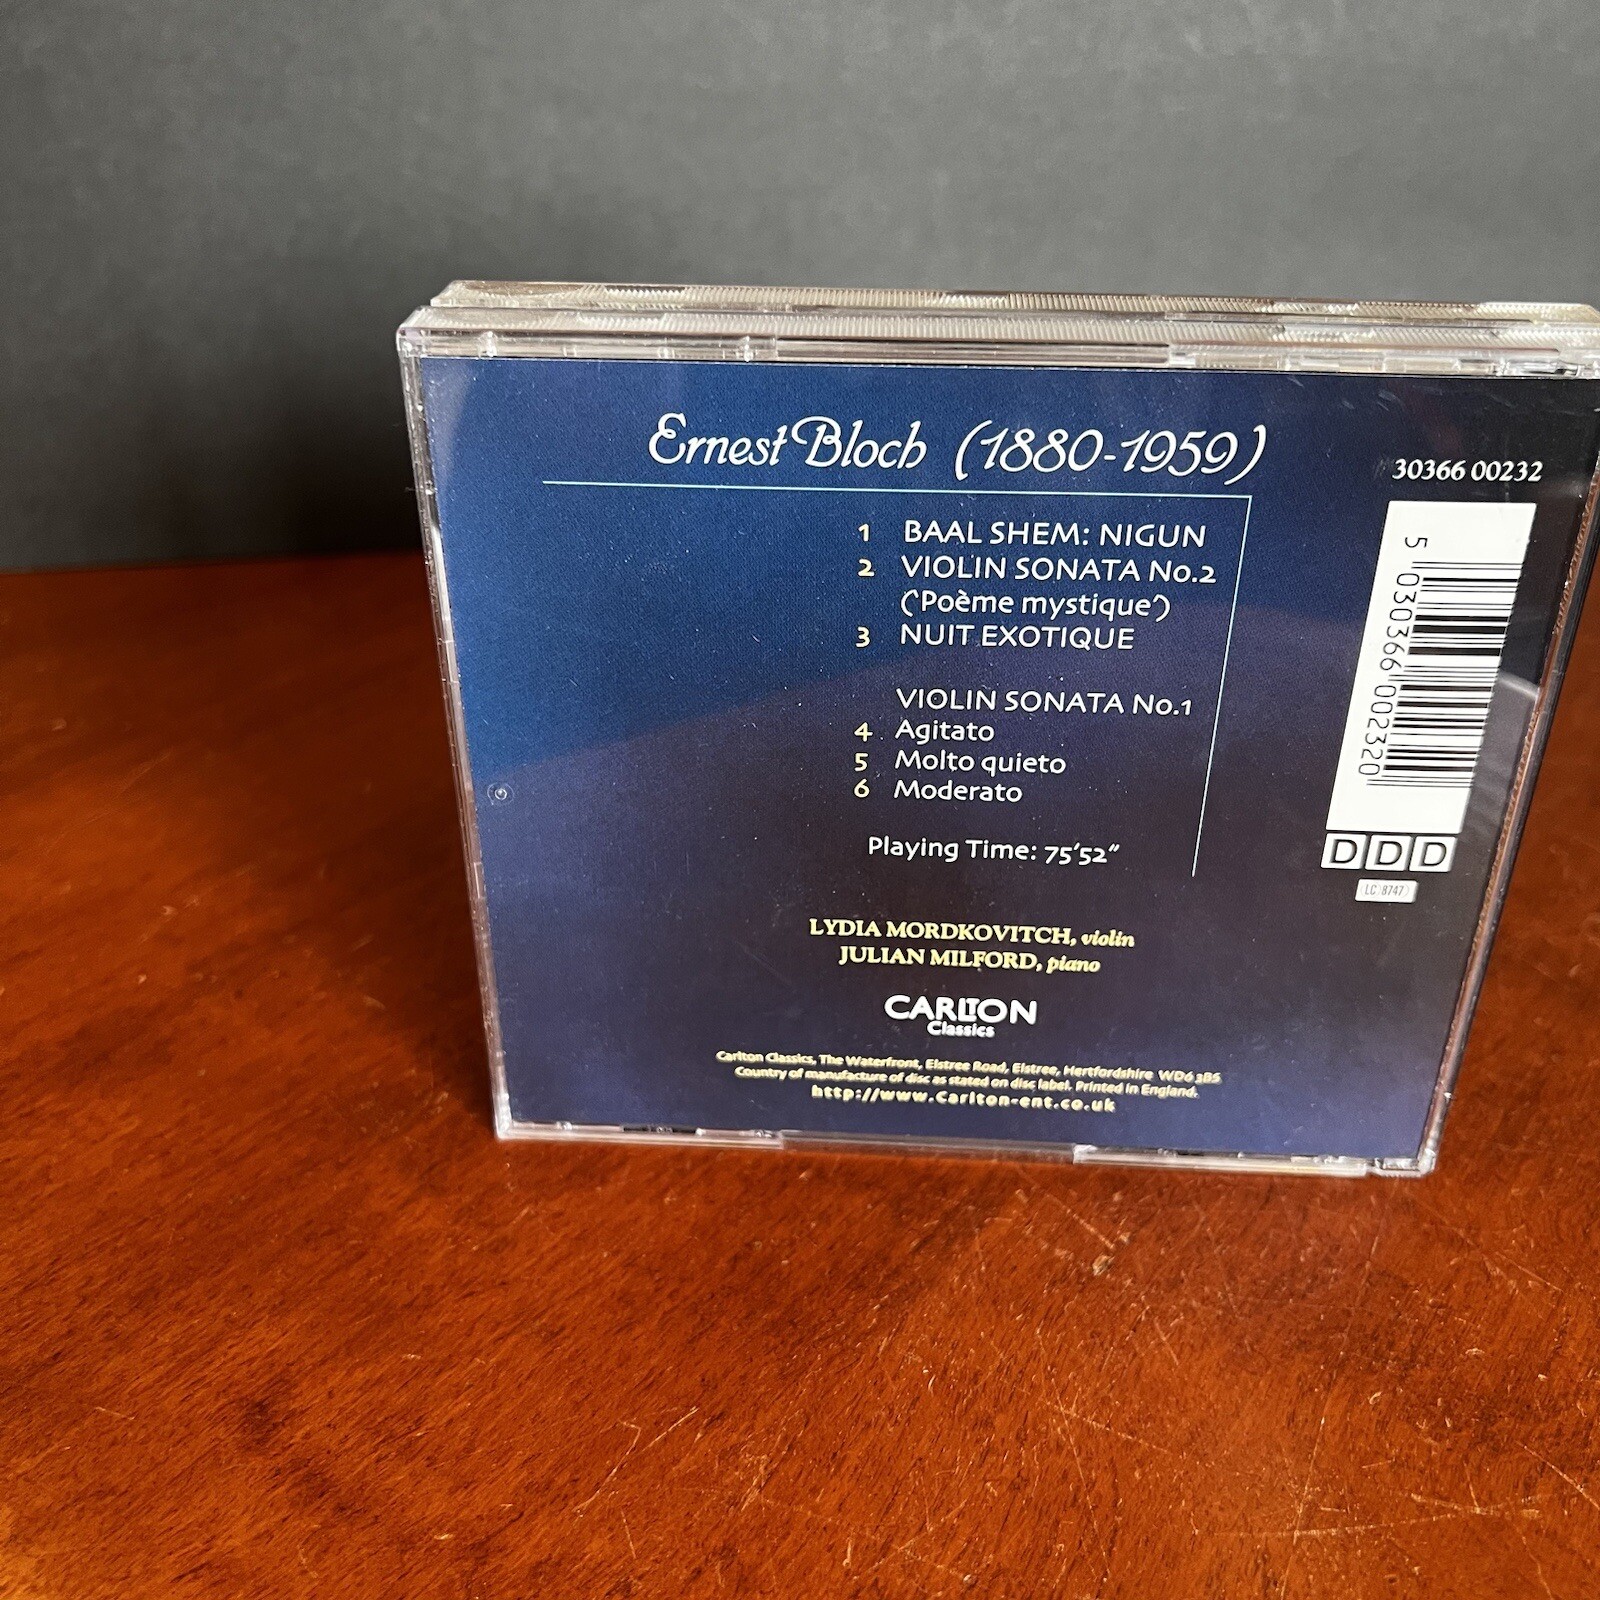 Ernest Bloch (1880-1959)
30366 00232
1 BAAL SHEM: NIGUN
2 VIOLIN SONATA No.2
('Poème mystique')
3 NUIT EXOTIQUE
VIOLIN SONATA No.1
4 Agitato
5 Molto quieto
6 Moderato
Playing Time: 75'52"
5 030366 002320
DDD
LC 8747
LYDIA MORDKOVITCH, violin
JULIAN MILFORD, piano
CARLTON
Classics
Carlton Classics, The Waterfront, Elstree Road, Elstree, Hertfordshire WD6 3BS
Country of manufacture of disc as stated on disc label. Printed in England.
http://www.carlton-ent.co.uk